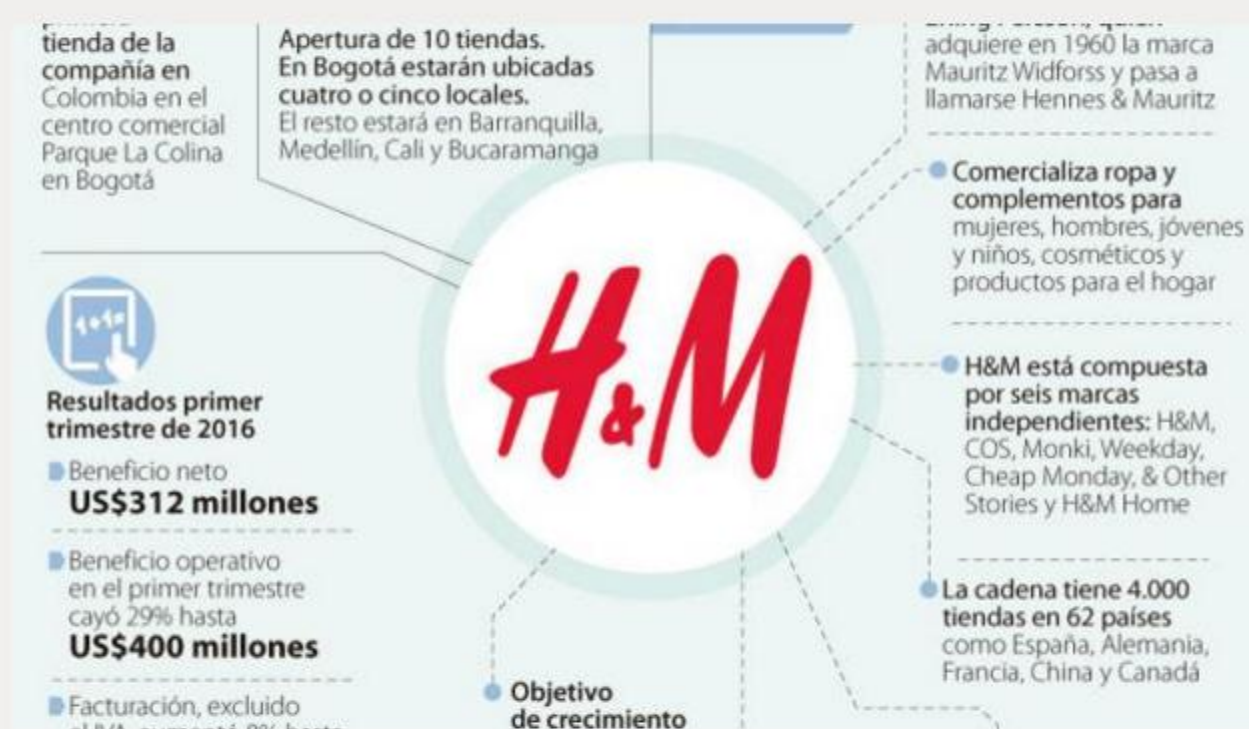 tienda de la
compañía en
Colombia en el
centro comercial
Parque La Colina
en Bogotá
Apertura de 10 tiendas.
En Bogotá estarán ubicadas
cuatro o cinco locales.
El resto estará en Barranquilla,
Medellín, Cali y Bucaramanga
adquiere en 1960 la marca
Mauritz Widforss y pasa a
llamarse Hennes & Mauritz
Comercializa ropa y
complementos para
mujeres, hombres, jóvenes
y niños, cosméticos y
productos para el hogar
H&M
1+1=
Resultados primer
trimestre de 2016
Beneficio neto
US$312 millones
Beneficio operativo
en el primer trimestre
cayó 29% hasta
US$400 millones
Facturación, excluido
H&M está compuesta
por seis marcas
independientes: H&M,
COS, Monki, Weekday,
Cheap Monday, & Other
Stories y H&M Home
La cadena tiene 4.000
tiendas en 62 países
como España, Alemania,
Francia, China y Canadá
Objetivo
de crecimiento